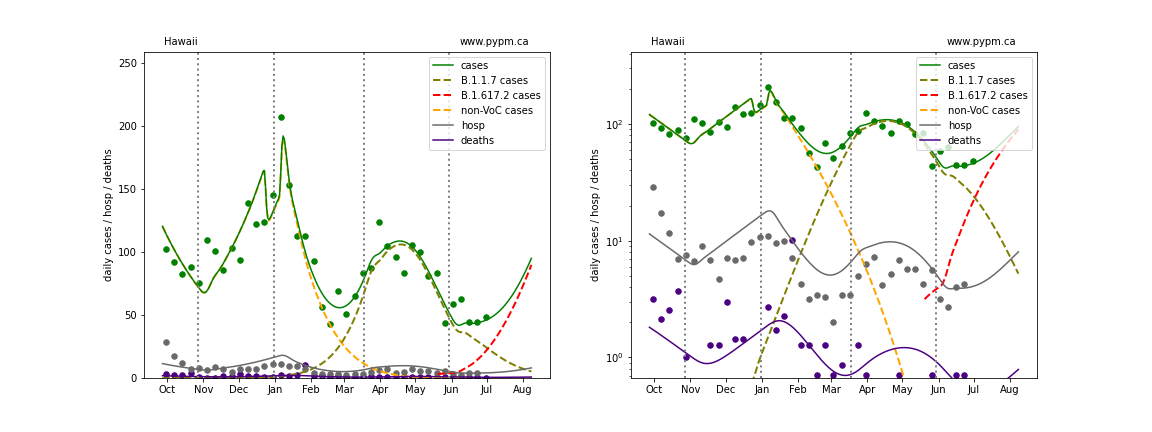 Hawaii www.pypm.ca
250
200
150
100
50
0
daily cases / hosp / deaths
cases
B.1.1.7 cases
B.1.617.2 cases
non-VoC cases
hosp
deaths
Oct Nov Dec Jan Feb Mar Apr May Jun Jul Aug
Hawaii www.pypm.ca
10²
10¹
10⁰
daily cases / hosp / deaths
cases
B.1.1.7 cases
B.1.617.2 cases
non-VoC cases
hosp
deaths
Oct Nov Dec Jan Feb Mar Apr May Jun Jul Aug